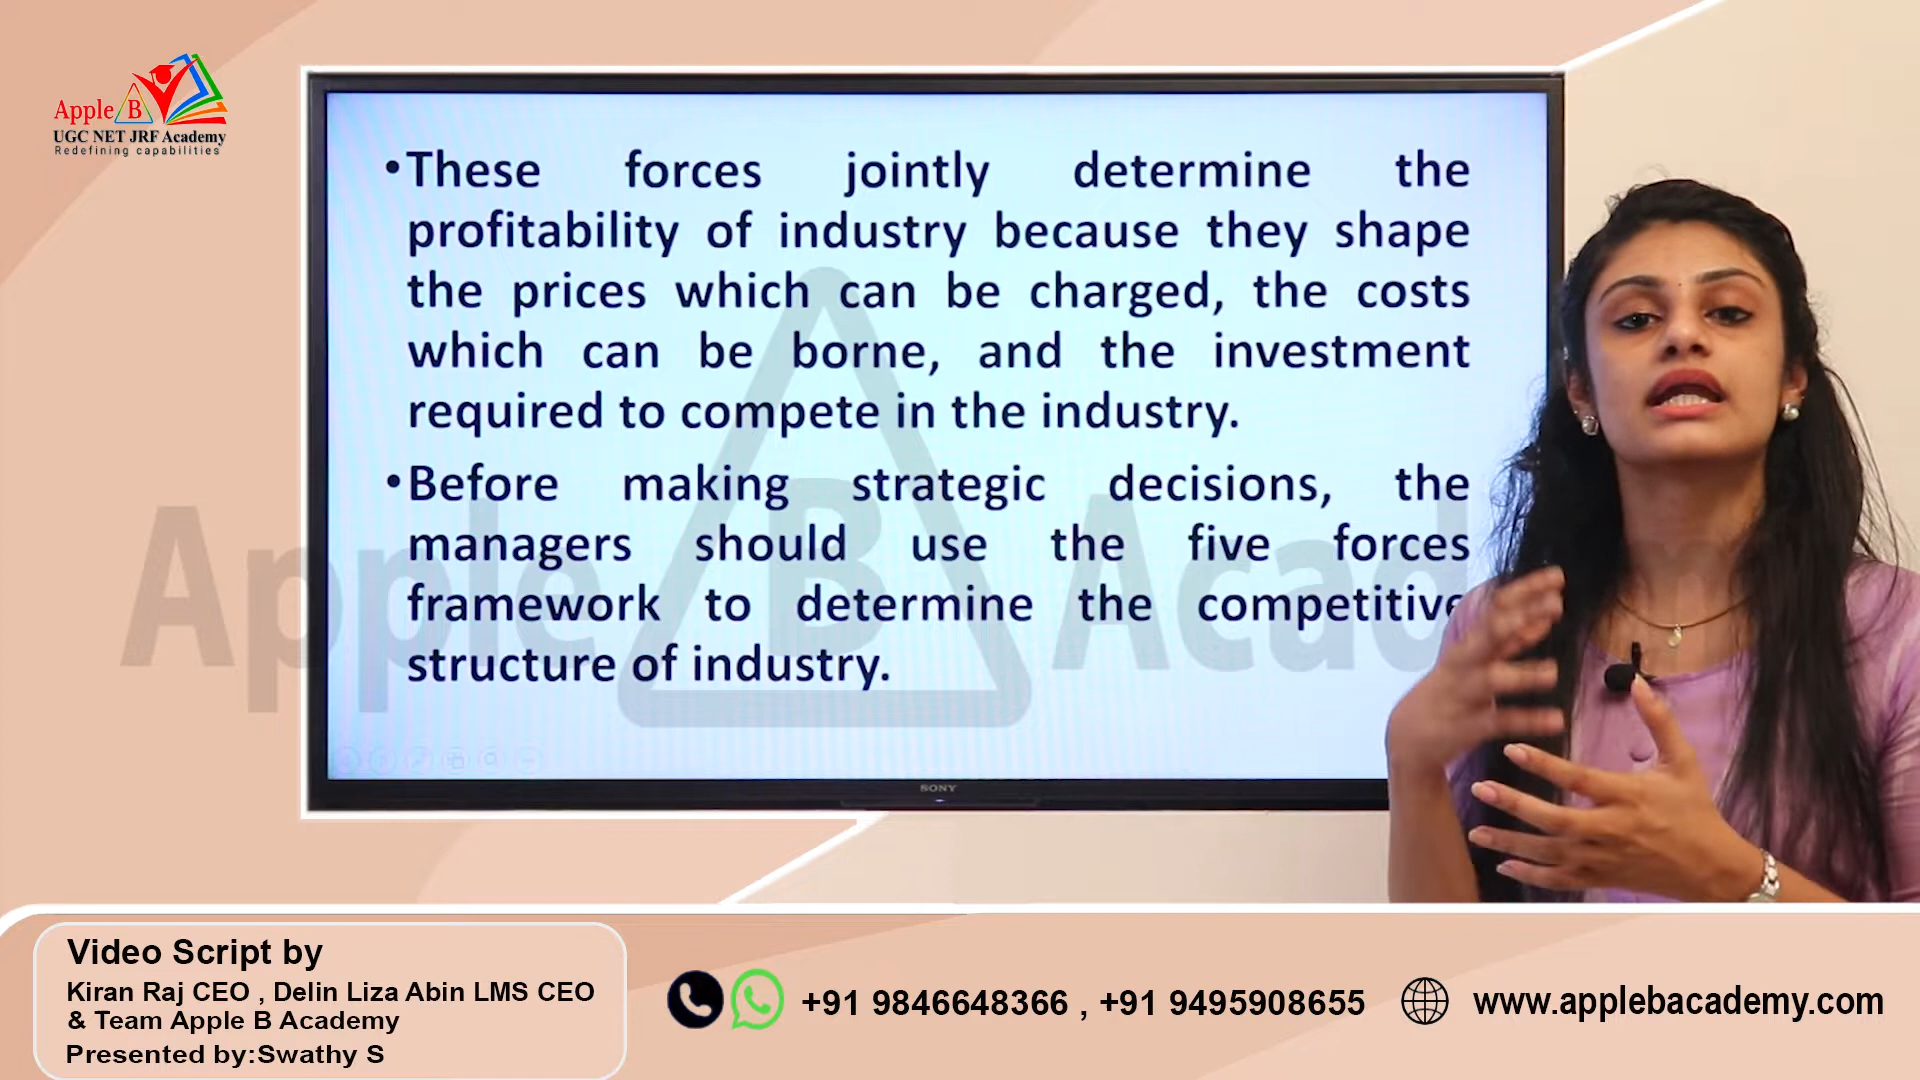 Apple B
UGC NET JRF Academy
Redefining capabilities
•These forces jointly determine the
profitability of industry because they shape
the prices which can be charged, the costs
which can be borne, and the investment
required to compete in the industry.
•Before making strategic decisions, the
managers should use the five forces
framework to determine the competitive
structure of industry.
Apple B Academy
SONY
Video Script by
Kiran Raj CEO , Delin Liza Abin LMS CEO
& Team Apple B Academy
Presented by:Swathy S
+91 9846648366 , +91 9495908655
www.applebacademy.com